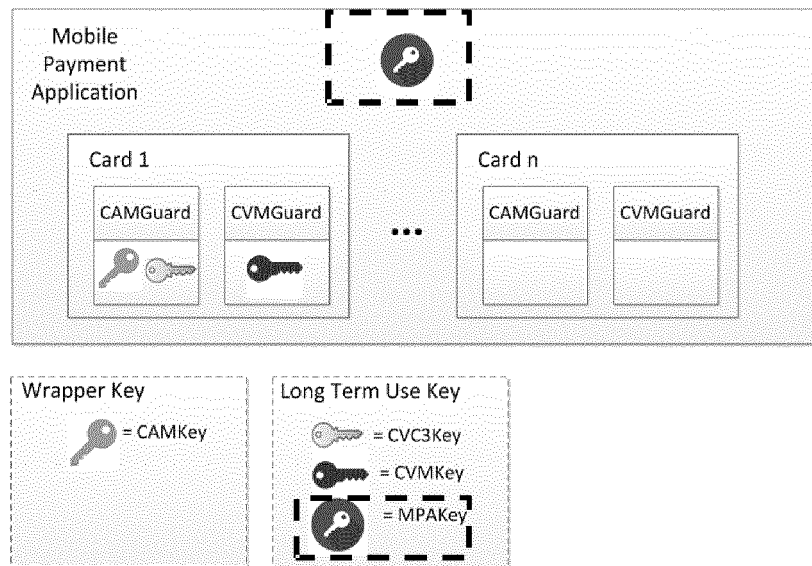 Mobile
Payment
Application
Card 1
CAMGuard
CVMGuard
...
Card n
CAMGuard
CVMGuard
Wrapper Key
= CAMKey
Long Term Use Key
= CVC3Key
= CVMKey
= MPAKey